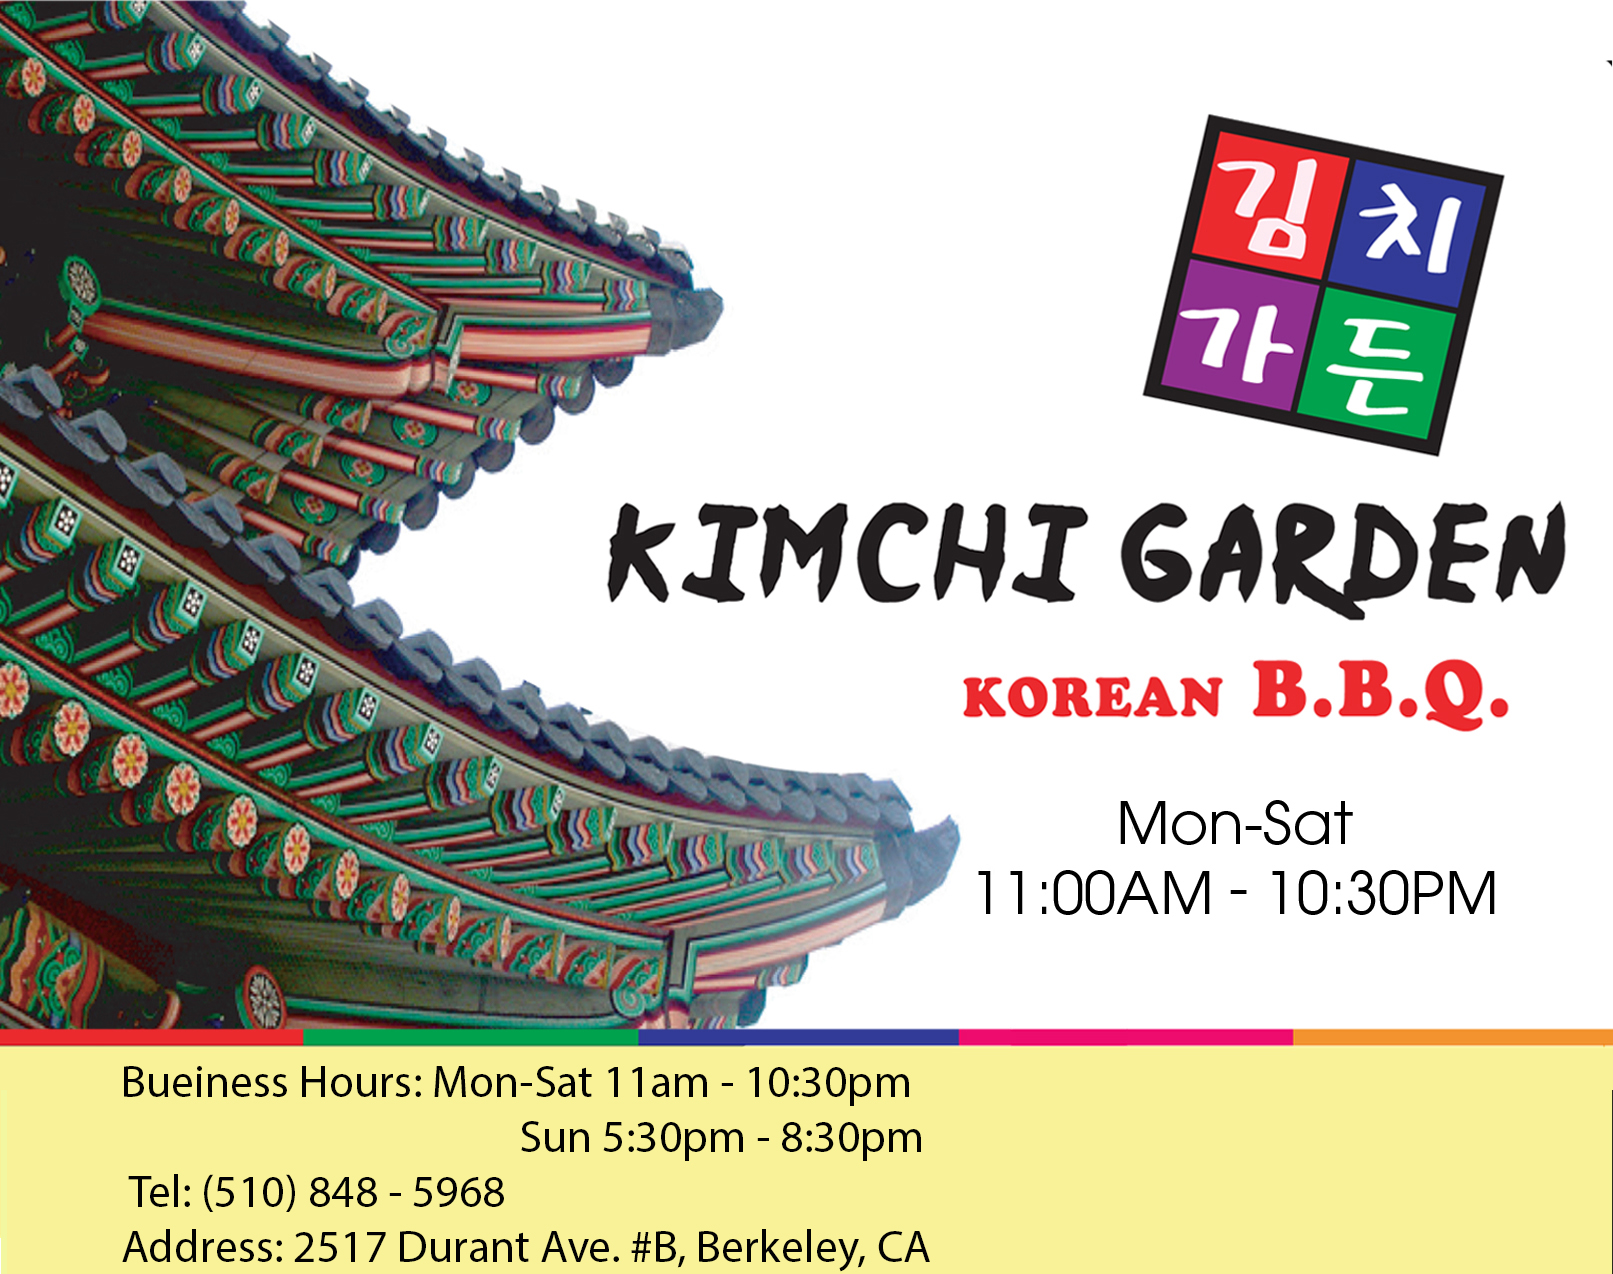 김치
가든
KIMCHI GARDEN
KOREAN B.B.Q.
Mon-Sat
11:00AM - 10:30PM
Bueiness Hours: Mon-Sat 11am - 10:30pm
Sun 5:30pm - 8:30pm
Tel: (510) 848 - 5968
Address: 2517 Durant Ave. #B, Berkeley, CA